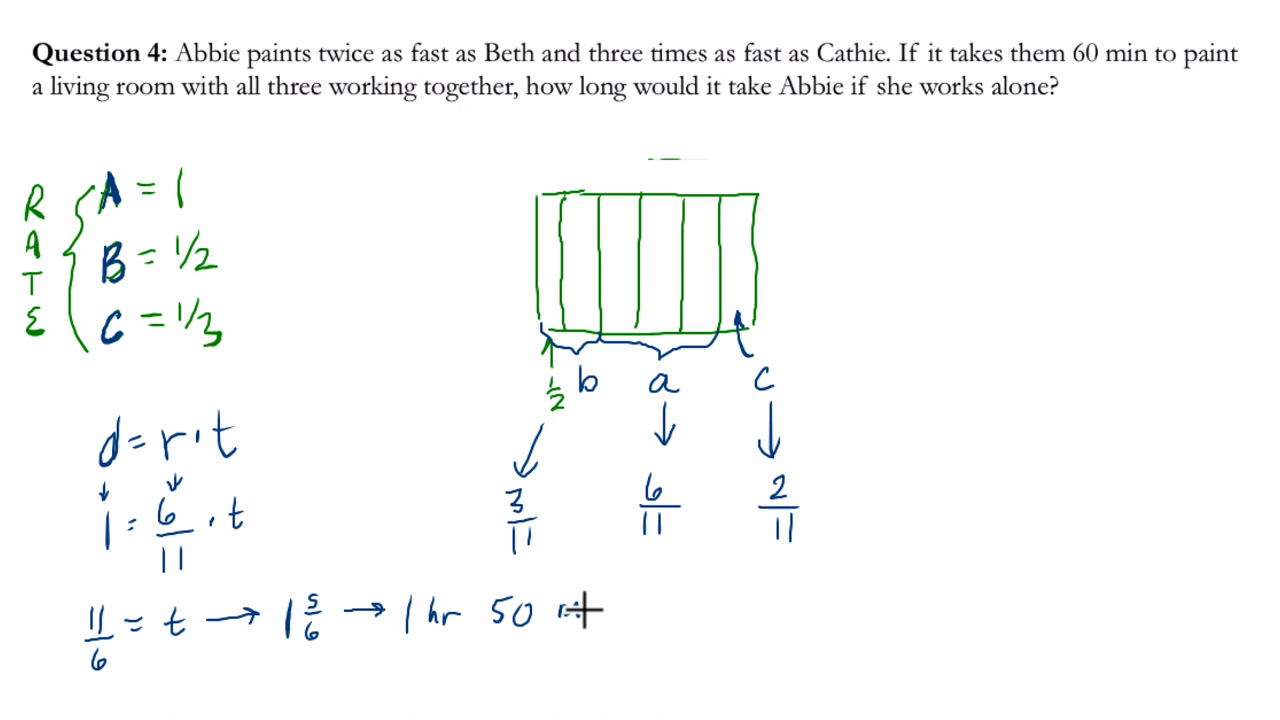 Question 4: Abbie paints twice as fast as Beth and three times as fast as Cathie. If it takes them 60 min to paint
a living room with all three working together, how long would it take Abbie if she works alone?
RATE
A = 1
B = 1/2
C = 1/3
1/2 b a c
d = r · t
3/11 6/11 2/11
1 = 6/11 · t
11/6 = t → 1 5/6 → 1 hr 50